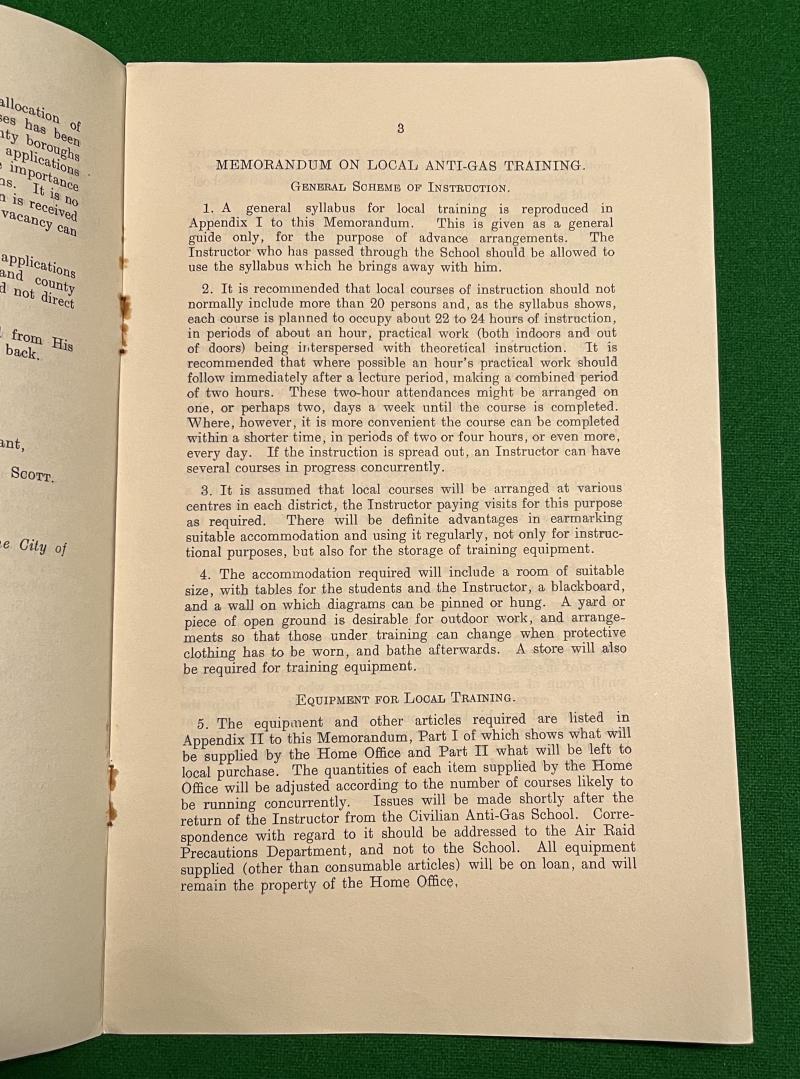 allocation of
has been
boroughs
applications
importance
It is no
is received
vacancy can
applications
and county
not direct
from His
back.
Scott.
City of
3
MEMORANDUM ON LOCAL ANTI-GAS TRAINING.
General Scheme of Instruction.
1. A general syllabus for local training is reproduced in
Appendix I to this Memorandum. This is given as a general
guide only, for the purpose of advance arrangements. The
Instructor who has passed through the School should be allowed to
use the syllabus which he brings away with him.
2. It is recommended that local courses of instruction should not
normally include more than 20 persons and, as the syllabus shows,
each course is planned to occupy about 22 to 24 hours of instruction,
in periods of about an hour, practical work (both indoors and out
of doors) being interspersed with theoretical instruction. It is
recommended that where possible an hour's practical work should
follow immediately after a lecture period, making a combined period
of two hours. These two-hour attendances might be arranged on
one, or perhaps two, days a week until the course is completed.
Where, however, it is more convenient the course can be completed
within a shorter time, in periods of two or four hours, or even more,
every day. If the instruction is spread out, an Instructor can have
several courses in progress concurrently.
3. It is assumed that local courses will be arranged at various
centres in each district, the Instructor paying visits for this purpose
as required. There will be definite advantages in earmarking
suitable accommodation and using it regularly, not only for instruc-
tional purposes, but also for the storage of training equipment.
4. The accommodation required will include a room of suitable
size, with tables for the students and the Instructor, a blackboard,
and a wall on which diagrams can be pinned or hung. A yard or
piece of open ground is desirable for outdoor work, and arrange-
ments so that those under training can change when protective
clothing has to be worn, and bathe afterwards. A store will also
be required for training equipment.
Equipment for Local Training.
5. The equipment and other articles required are listed in
Appendix II to this Memorandum, Part I of which shows what will
be supplied by the Home Office and Part II what will be left to
local purchase. The quantities of each item supplied by the Home
Office will be adjusted according to the number of courses likely to
be running concurrently. Issues will be made shortly after the
return of the Instructor from the Civilian Anti-Gas School. Corre-
spondence with regard to it should be addressed to the Air Raid
Precautions Department, and not to the School. All equipment
supplied (other than consumable articles) will be on loan, and will
remain the property of the Home Office,